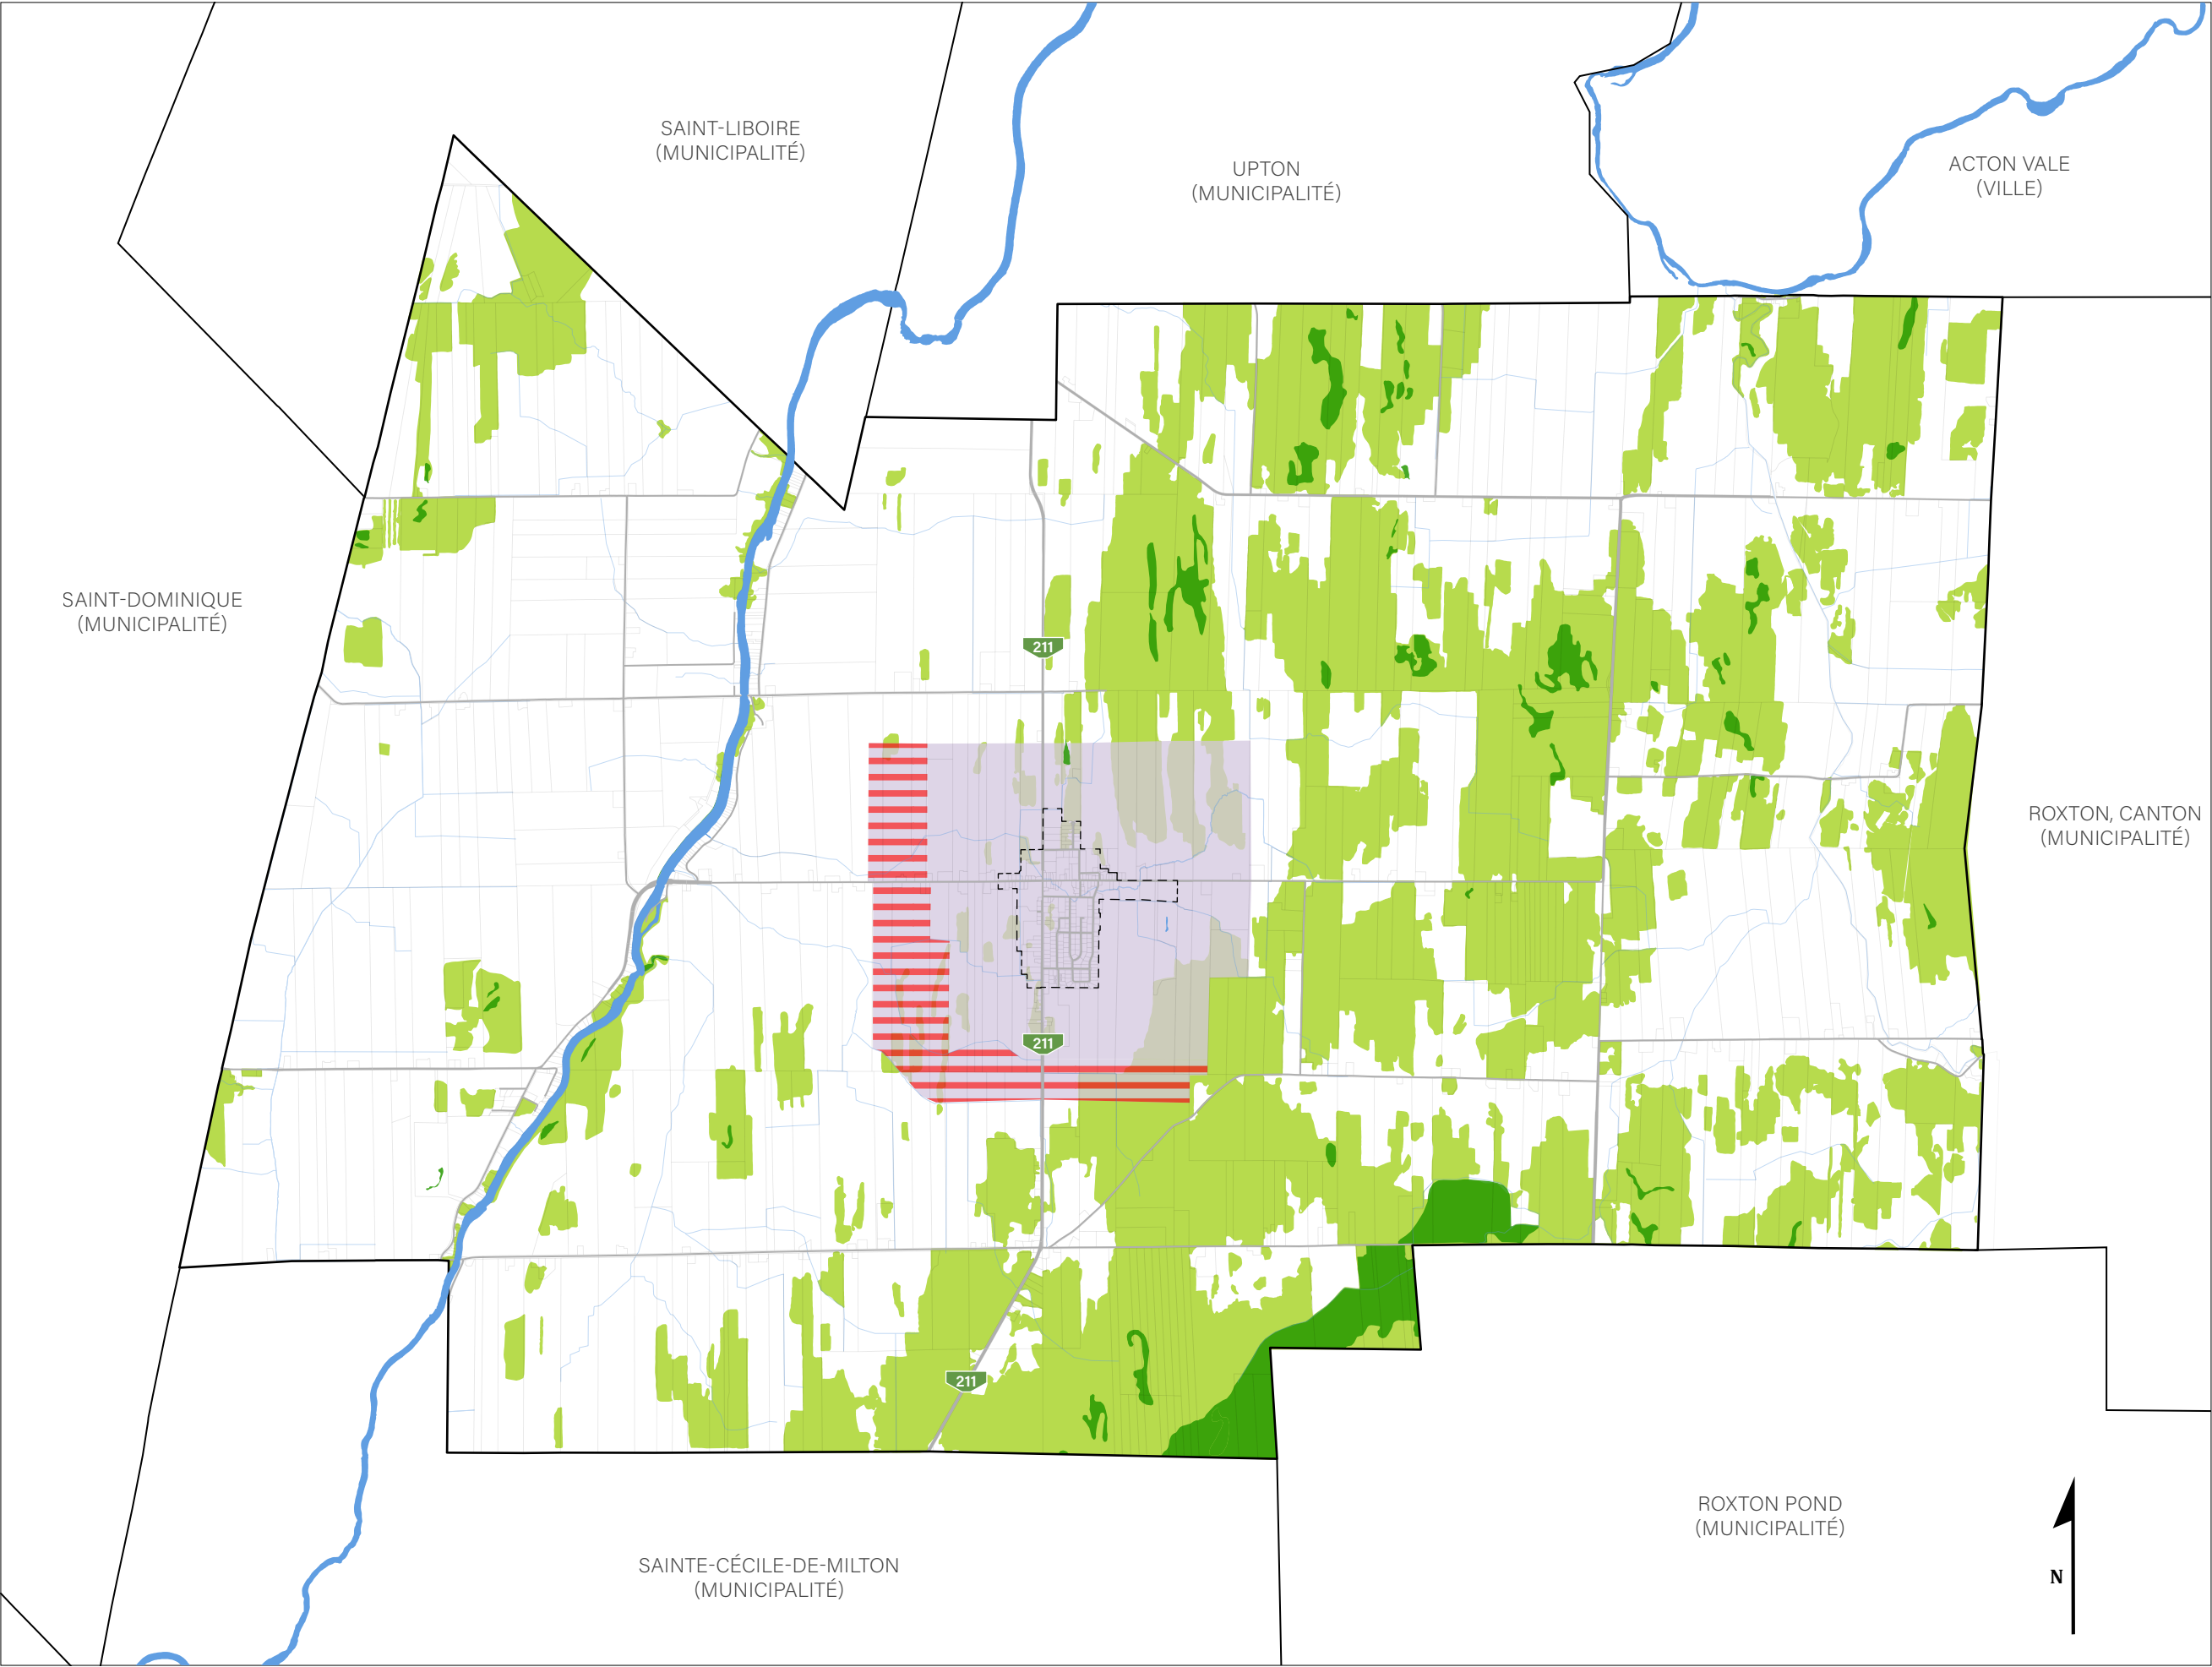 SAINT-LIBOIRE
(MUNICIPALITÉ)
UPTON
(MUNICIPALITÉ)
ACTON VALE
(VILLE)
SAINT-DOMINIQUE
(MUNICIPALITÉ)
211
ROXTON, CANTON
(MUNICIPALITÉ)
211
211
ROXTON POND
(MUNICIPALITÉ)
SAINTE-CÉCILE-DE-MILTON
(MUNICIPALITÉ)
N